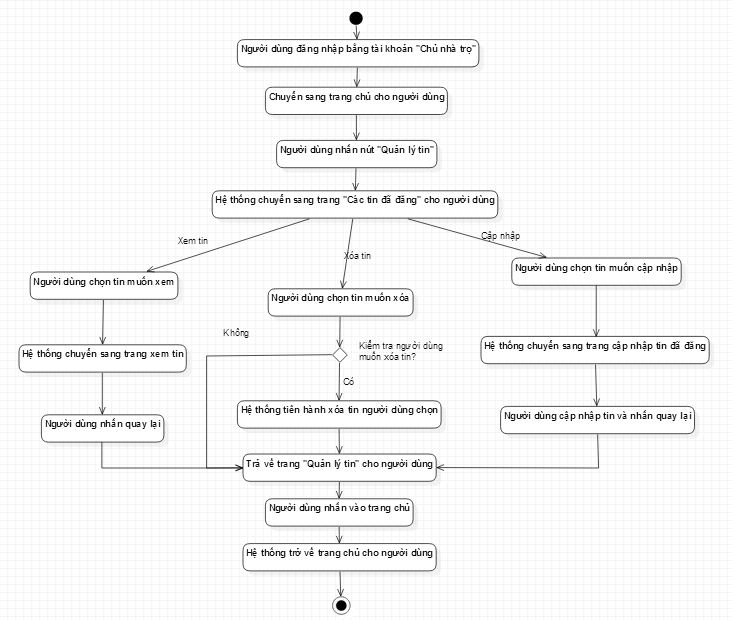 Người dùng đăng nhập bằng tài khoản "Chủ nhà trọ"
Chuyển sang trang chủ cho người dùng
Người dùng nhấn nút "Quản lý tin"
Hệ thống chuyển sang trang "Các tin đã đăng" cho người dùng
Xem tin
Xóa tin
Cập nhập
Người dùng chọn tin muốn xem
Người dùng chọn tin muốn xóa
Người dùng chọn tin muốn cập nhập
Không
Kiểm tra người dùng
muốn xóa tin?
Hệ thống chuyển sang trang xem tin
Hệ thống chuyển sang trang cập nhập tin đã đăng
Có
Người dùng nhấn quay lại
Hệ thống tiến hành xóa tin người dùng chọn
Người dùng cập nhập tin và nhấn quay lại
Trả về trang "Quản lý tin" cho người dùng
Người dùng nhấn vào trang chủ
Hệ thống trở về trang chủ cho người dùng